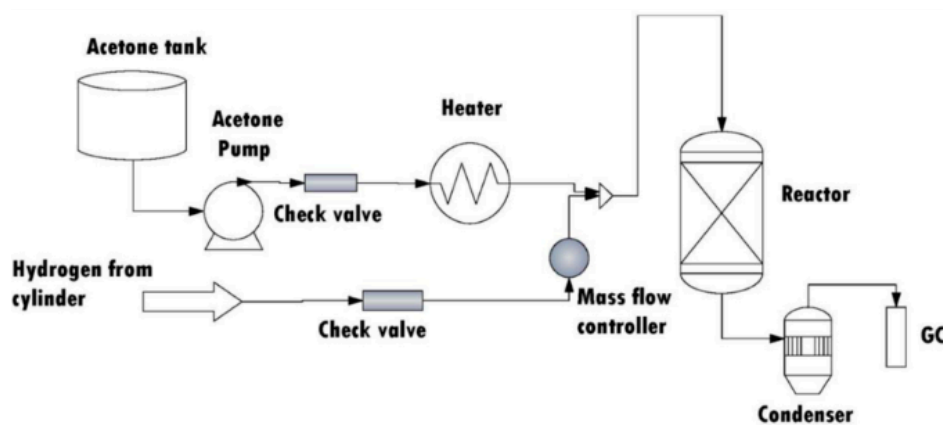 Acetone tank
Acetone
Pump
Heater
Check valve
Reactor
Hydrogen from
cylinder
Check valve
Mass flow
controller
GC
Condenser